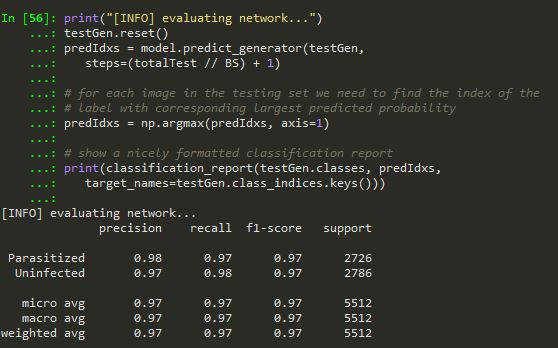 In [56]: print("[INFO] evaluating network...")
    ...: testGen.reset()
    ...: predIdxs = model.predict_generator(testGen,
    ...:    steps=(totalTest // BS) + 1)
    ...:
    ...: # for each image in the testing set we need to find the index of the
    ...: # label with corresponding largest predicted probability
    ...: predIdxs = np.argmax(predIdxs, axis=1)
    ...:
    ...: # show a nicely formatted classification report
    ...: print(classification_report(testGen.classes, predIdxs,
    ...:    target_names=testGen.class_indices.keys()))
    ...:
[INFO] evaluating network...
              precision    recall  f1-score   support

 Parasitized       0.98      0.97      0.97      2726
  Uninfected       0.97      0.98      0.97      2786

   micro avg       0.97      0.97      0.97      5512
   macro avg       0.97      0.97      0.97      5512
weighted avg       0.97      0.97      0.97      5512